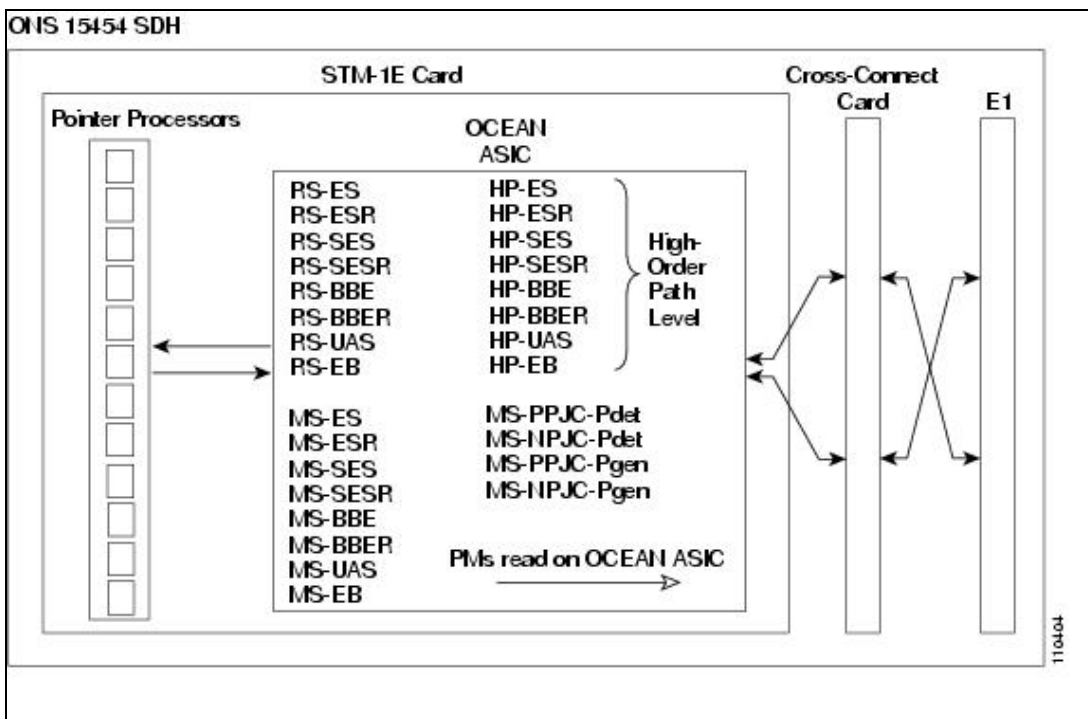 ONS 15454 SDH
STM-1E Card
Cross-Connect
Card
E1
Pointer Processors
OCEAN
ASIC
RS-ES
RS-ESR
RS-SES
RS-SESR
RS-BBE
RS-BBER
RS-UAS
RS-EB
HP-ES
HP-ESR
HP-SES
HP-SESR
HP-BBE
HP-BBER
HP-UAS
HP-EB
High-
Order
Path
Level
MS-ES
MS-ESR
MS-SES
MS-SESR
MS-BBE
MS-BBER
MS-UAS
MS-EB
MS-PPJC-Pdet
MS-NPJC-Pdet
MS-PPJC-Pgen
MS-NPJC-Pgen
PMs read on OCEAN ASIC
110404